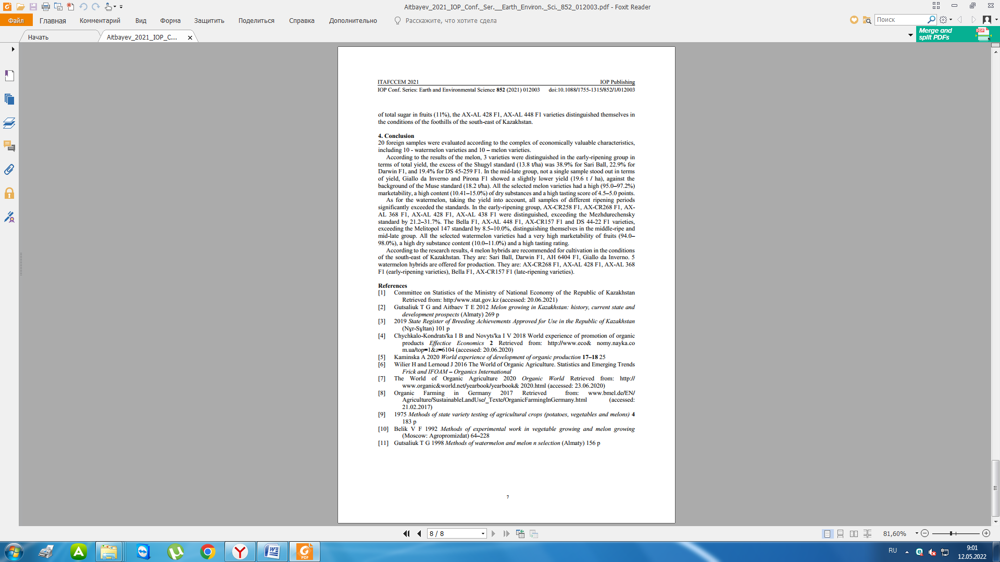 Aitbayev_2021_IOP_Conf._Ser.__Earth_Environ._Sci._852_012003.pdf - Foxit Reader
Файл Главная Комментарий Вид Форма Защитить Поделиться Справка Дополнительно Расскажите, что хотите сдела Поиск
Начать Aitbayev_2021_IOP_C... Merge and
split PDFs
ITAFCCEM 2021 IOP Publishing
IOP Conf. Series: Earth and Environmental Science 852 (2021) 012003 doi:10.1088/1755-1315/852/1/012003
of total sugar in fruits (11%), the AX-AL 428 F1, AX-AL 448 F1 varieties distinguished themselves in
the conditions of the foothills of the south-east of Kazakhstan.
4. Conclusion
20 foreign samples were evaluated according to the complex of economically valuable characteristics,
including 10 - watermelon varieties and 10 – melon varieties.
According to the results of the melon, 3 varieties were distinguished in the early-ripening group in
terms of total yield, the excess of the Shugyl standard (13.8 t/ha) was 38.9% for Sari Ball, 22.9% for
Darwin F1, and 19.4% for DS 45-259 F1. In the mid-late group, not a single sample stood out in terms
of yield, Giallo da Inverno and Pirona F1 showed a slightly lower yield (19.6 t / ha), against the
background of the Muse standard (18.2 t/ha). All the selected melon varieties had a high (95.0–97.2%)
marketability, a high content (10.41–15.0%) of dry substances and a high tasting score of 4.5–5.0 points.
As for the watermelon, taking the yield into account, all samples of different ripening periods
significantly exceeded the standards. In the early-ripening group, AX-CR258 F1, AX-CR268 F1, AX-
AL 368 F1, AX-AL 428 F1, AX-AL 438 F1 were distinguished, exceeding the Mezhdurechensky
standard by 21.2–31.7%. The Bella F1, AX-AL 448 F1, AX-CR157 F1 and DS 44-22 F1 varieties,
exceeding the Melitopol 147 standard by 8.5–10.0%, distinguishing themselves in the middle-ripe and
mid-late group. All the selected watermelon varieties had a very high marketability of fruits (94.0–
98.0%), a high dry substance content (10.0–11.0%) and a high tasting rating.
According to the research results, 4 melon hybrids are recommended for cultivation in the conditions
of the south-east of Kazakhstan. They are: Sari Ball, Darwin F1, AH 6404 F1, Giallo da Inverno. 5
watermelon hybrids are offered for production. They are: AX-CR268 F1, AX-AL 428 F1, AX-AL 368
F1 (early-ripening varieties), Bella F1, AX-CR157 F1 (late-ripening varieties).
References
[1] Committee on Statistics of the Ministry of National Economy of the Republic of Kazakhstan
Retrieved from: http:/www.stat.gov.kz (accessed: 20.06.2021)
[2] Gutsaliuk T G and Aitbaev T E 2012 Melon growing in Kazakhstan: history, current state and
development prospects (Almaty) 269 p
[3] 2019 State Register of Breeding Achievements Approved for Use in the Republic of Kazakhstan
(Nұr-Sұltan) 101 p
[4] Chychkalo-Kondrats'ka I B and Novyts'ka I V 2018 World experience of promotion of organic
products Effectice Economics 2 Retrieved from: http://www.eco& nomy.nayka.co
m.ua/top=1&z=6104 (accessed: 20.06.2020)
[5] Kaminska A 2020 World experience of development of organic production 17–18 25
[6] Wilier H and Lernoud J 2016 The World of Organic Agriculture. Statistics and Emerging Trends
Frick and IFOAM – Organics International
[7] The World of Organic Agriculture 2020 Organic World Retrieved from: http://
www.organic&world.net/yearbook/yearbook& 2020.html (accessed: 23.06.2020)
[8] Organic Farming in Germany 2017 Retrieved from: www.bmel.de/EN/
Agriculture/SustainableLandUse/_Texte/OrganicFarmingInGermany.html (accessed:
21.02.2017)
[9] 1975 Methods of state variety testing of agricultural crops (potatoes, vegetables and melons) 4
183 p
[10] Belik V F 1992 Methods of experimental work in vegetable growing and melon growing
(Moscow: Agropromizdat) 64–228
[11] Gutsaliuk T G 1998 Methods of watermelon and melon n selection (Almaty) 156 p
7
8 / 8 81,60%
RU 9:01
12.05.2022